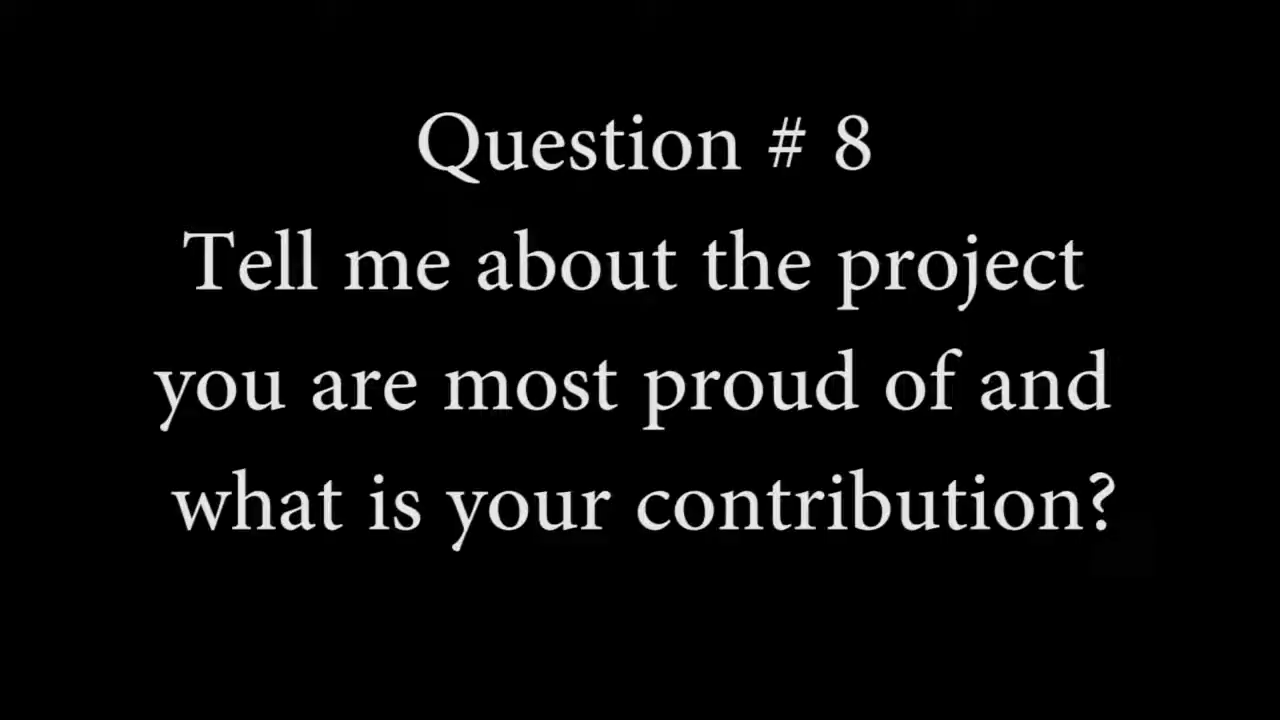 Question # 8
Tell me about the project
you are most proud of and
what is your contribution?